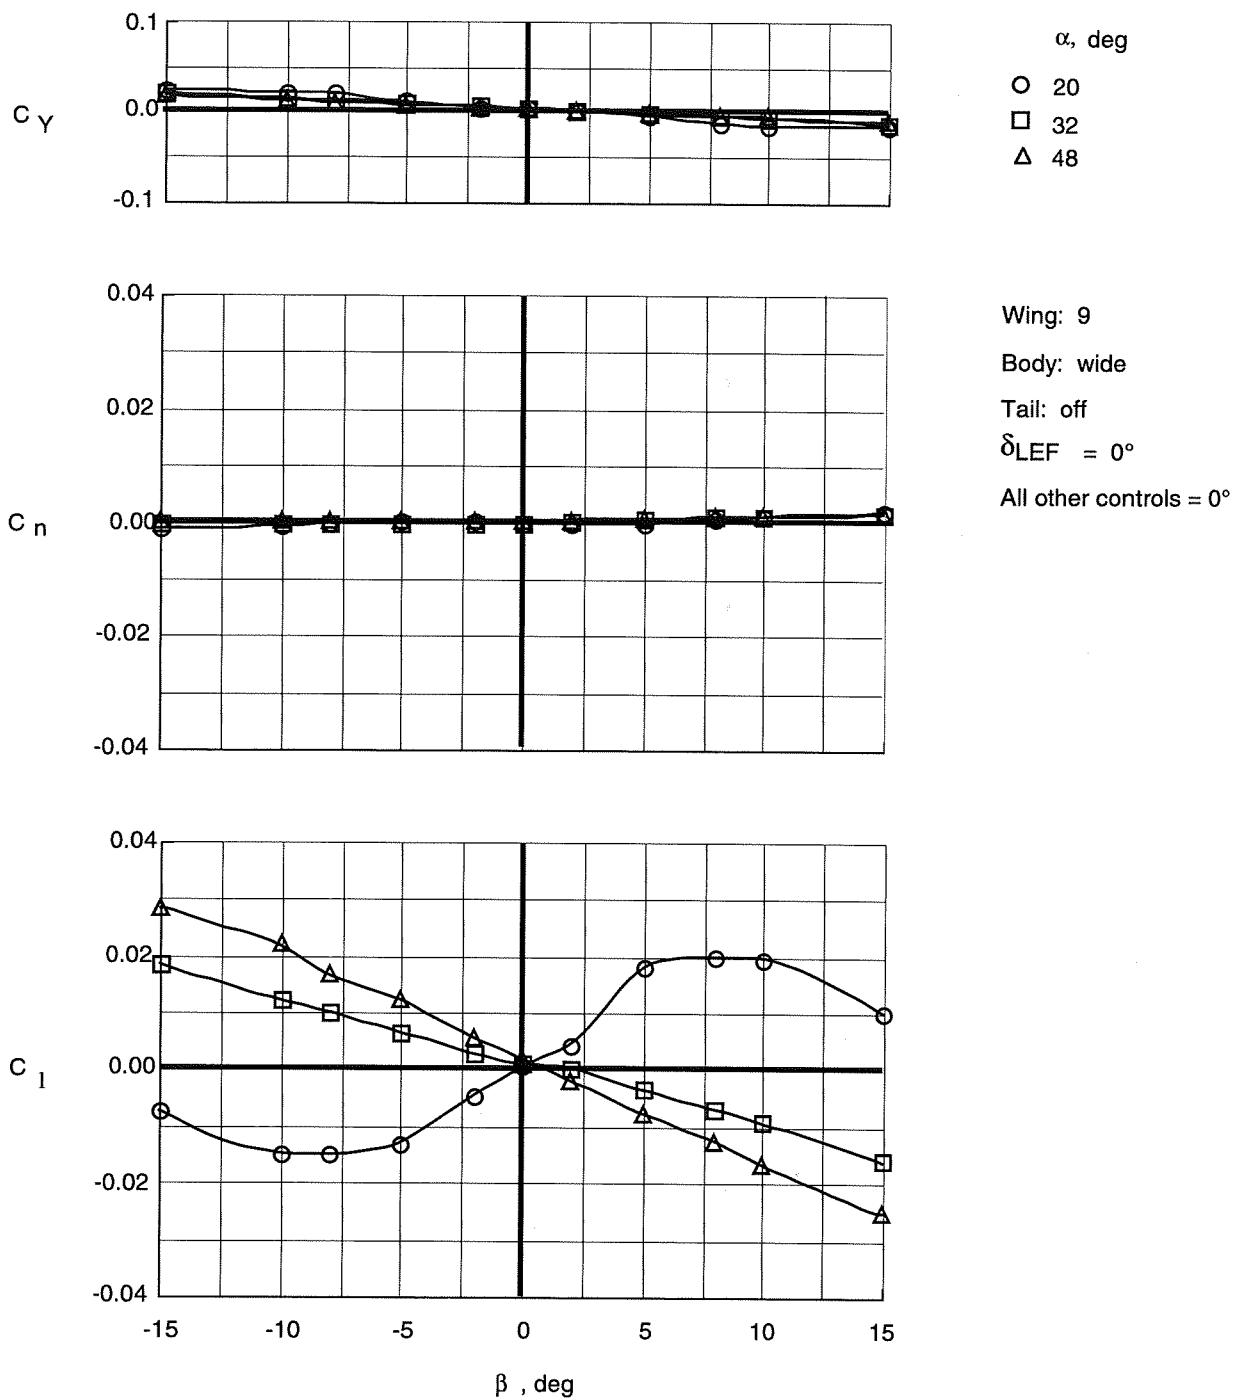 0.1
0.0
-0.1
C Y
α, deg
20
32
48
0.04
0.02
0.00
-0.02
-0.04
C n
Wing: 9
Body: wide
Tail: off
δLEF = 0°
All other controls = 0°
0.04
0.02
0.00
-0.02
-0.04
C l
-15 -10 -5 0 5 10 15
β , deg